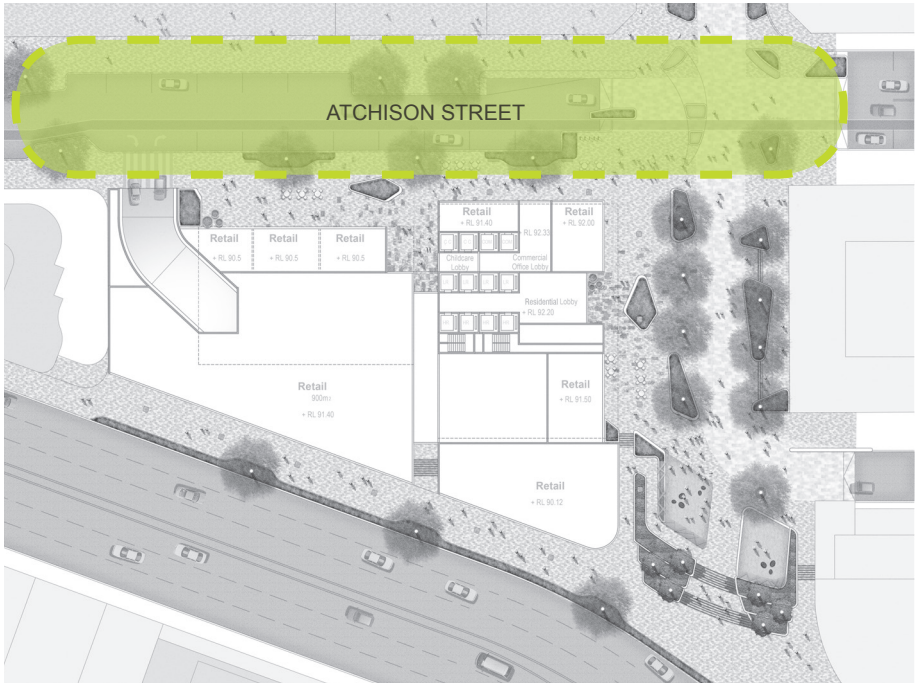 ATCHISON STREET
Retail
+ RL 91.40
+ RL 92.33
Retail
+ RL 92.00
Retail
+ RL 90.5
Retail
+ RL 90.5
Retail
+ RL 90.5
Childcare
Lobby
Commercial
Office Lobby
Residential Lobby
+ RL 92.20
Retail
900m
+ RL 91.40
Retail
+ RL 91.50
Retail
+ RL 90.12